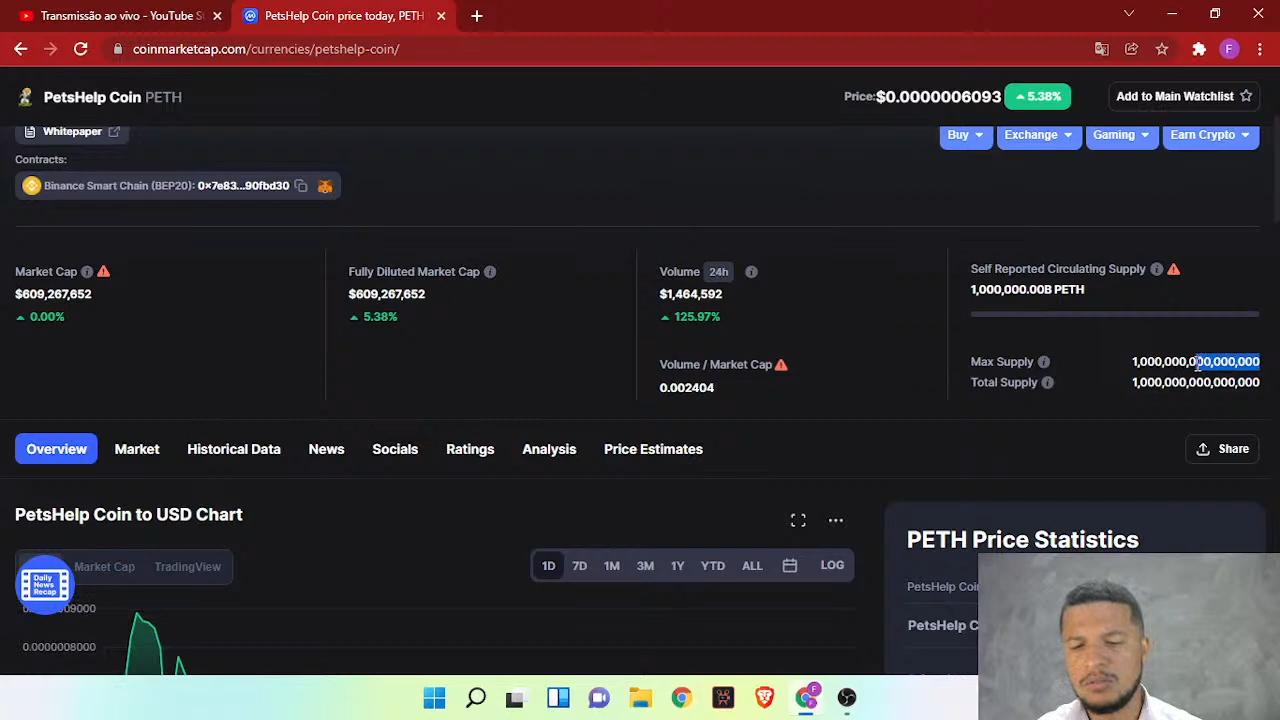 Transmissão ao vivo - YouTube S
PetsHelp Coin price today, PETH
coinmarketcap.com/currencies/petshelp-coin/
PetsHelp Coin PETH
Price: $0.0000006093 5.38%
Add to Main Watchlist
Whitepaper
Buy Exchange Gaming Earn Crypto
Contracts:
Binance Smart Chain (BEP20): 0x7e83...90fbd30
Market Cap
$609,267,652
0.00%
Fully Diluted Market Cap
$609,267,652
5.38%
Volume 24h
$1,464,592
125.97%
Volume / Market Cap
0.002404
Self Reported Circulating Supply
1,000,000.00B PETH
Max Supply 1,000,000,000,000,000
Total Supply 1,000,000,000,000,000
Overview Market Historical Data News Socials Ratings Analysis Price Estimates
Share
PetsHelp Coin to USD Chart
Market Cap TradingView
1D 7D 1M 3M 1Y YTD ALL LOG
Daily
News
Recap
0.0000008000
PETH Price Statistics
PetsHelp Coin
PetsHelp C